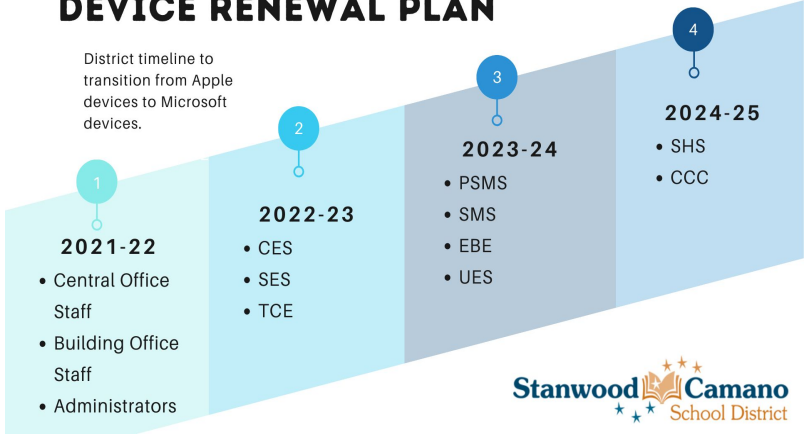 DEVICE RENEWAL PLAN
District timeline to
transition from Apple
devices to Microsoft
devices.
1
2021-22
• Central Office
Staff
• Building Office
Staff
• Administrators
2
2022-23
• CES
• SES
• TCE
3
2023-24
• PSMS
• SMS
• EBE
• UES
4
2024-25
• SHS
• CCC
Stanwood Camano
School District